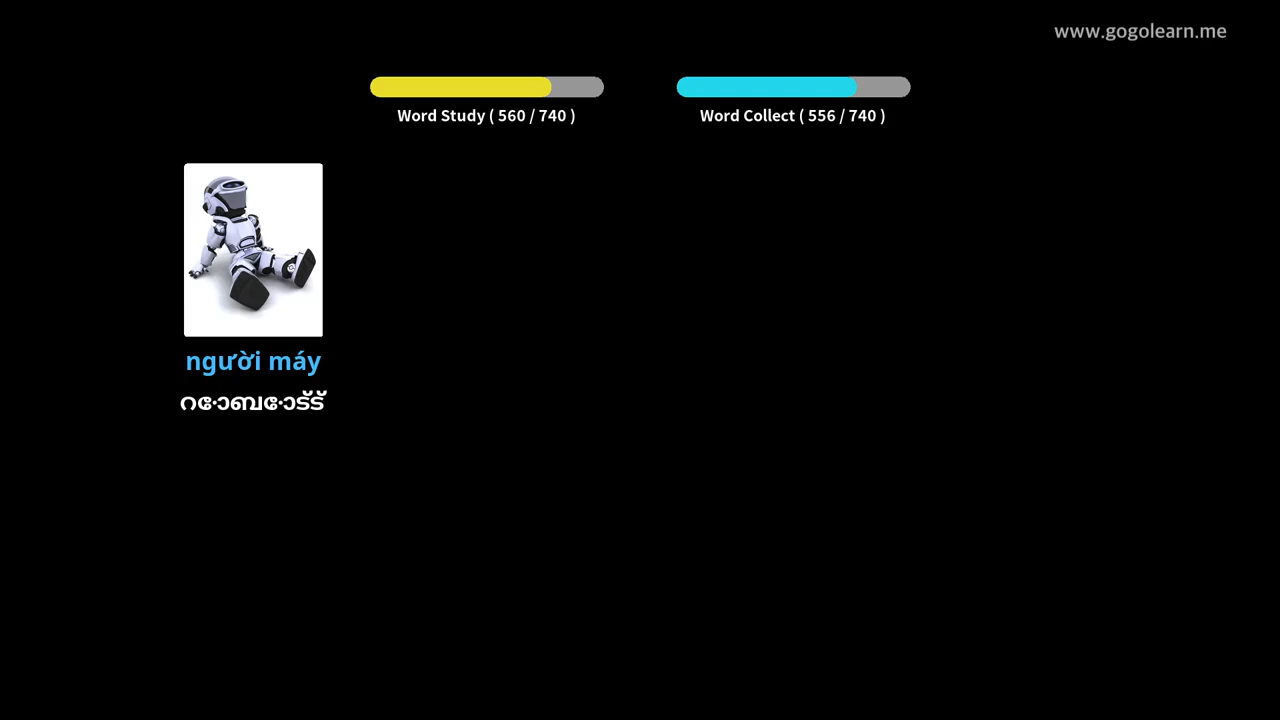 www.gogolearn.me
Word Study ( 560 / 740 )
Word Collect ( 556 / 740 )
người máy
റോബോട്ട്